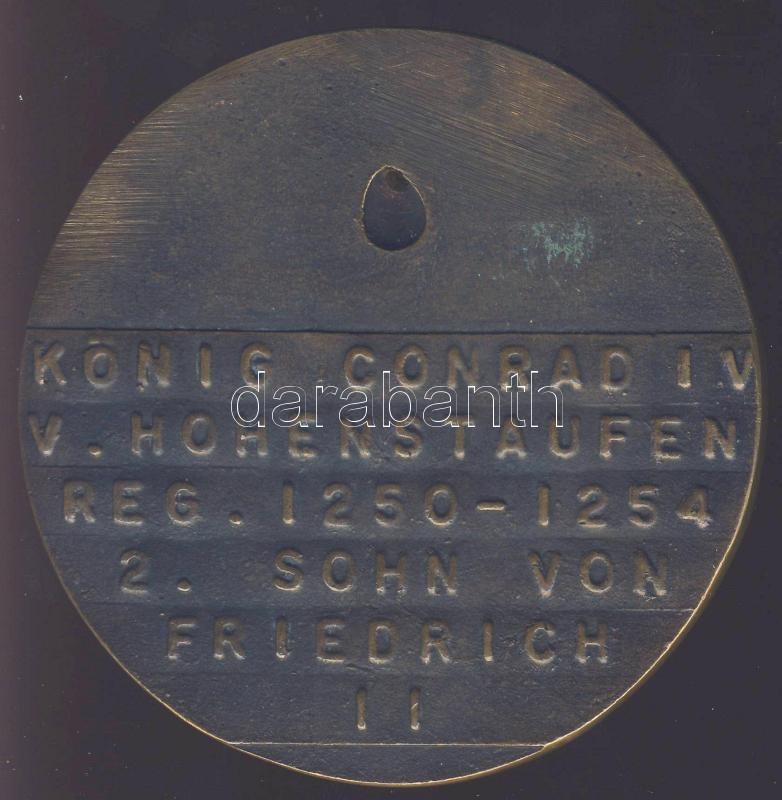 KÖNIG CONRAD IV
darabanth
V. HOHENSTAUFEN
REG. 1250-1254
2. SOHN VON
FRIEDRICH
II